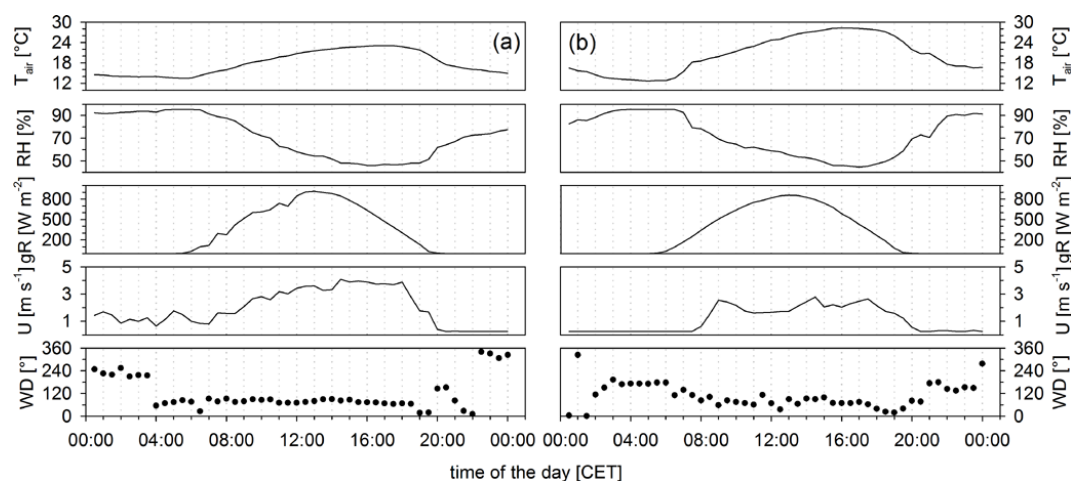 30
24
18
12
T_air [°C]
(a)
(b)
30
24
18
12
T_air [°C]
90
70
50
RH [%]
90
70
50
RH [%]
800
500
200
gR [W m^-2]
800
500
200
gR [W m^-2]
5
3
1
U [m s^-1]
5
3
1
U [m s^-1]
360
240
120
0
WD [°]
360
240
120
0
WD [°]
00:00 04:00 08:00 12:00 16:00 20:00 00:00 00:00 04:00 08:00 12:00 16:00 20:00 00:00
time of the day [CET]